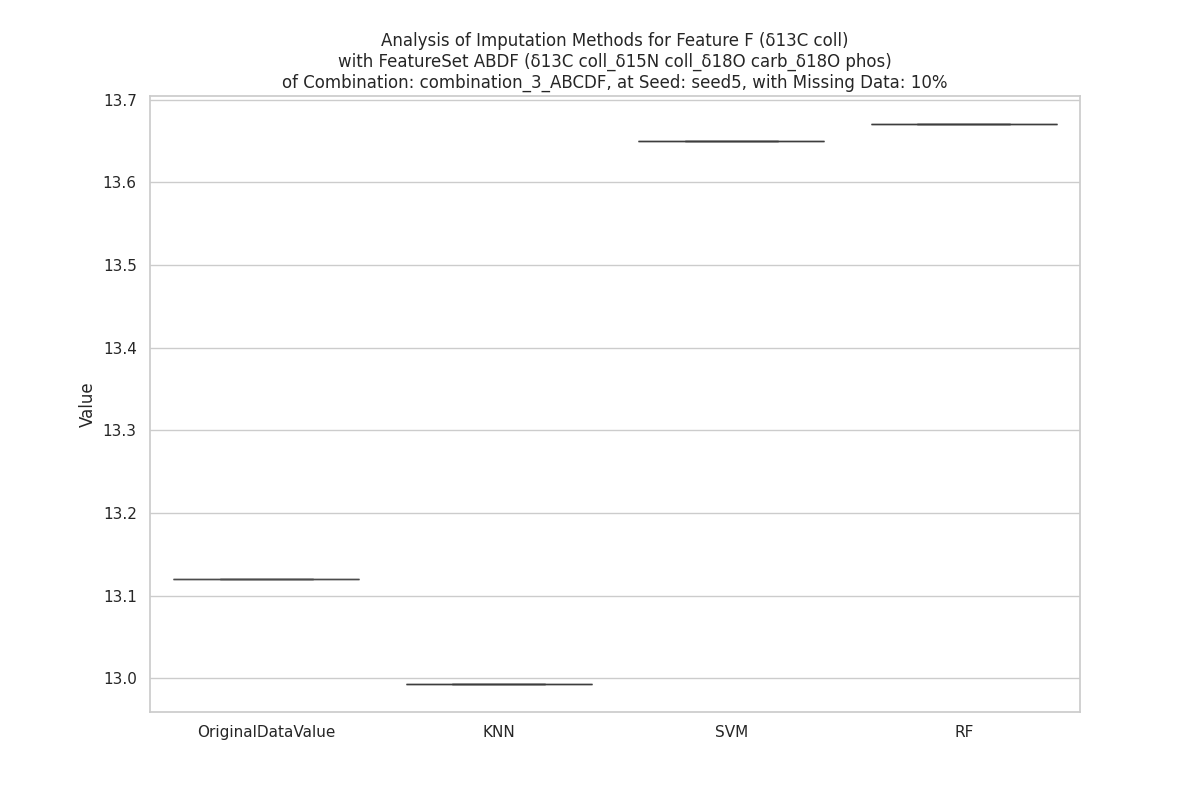 Analysis of Imputation Methods for Feature F (δ13C coll)
with FeatureSet ABDF (δ13C coll_δ15N coll_δ18O carb_δ18O phos)
of Combination: combination_3_ABCDF, at Seed: seed5, with Missing Data: 10%
13.7
13.6
13.5
13.4
13.3
13.2
13.1
13.0
Value
OriginalDataValue
KNN
SVM
RF